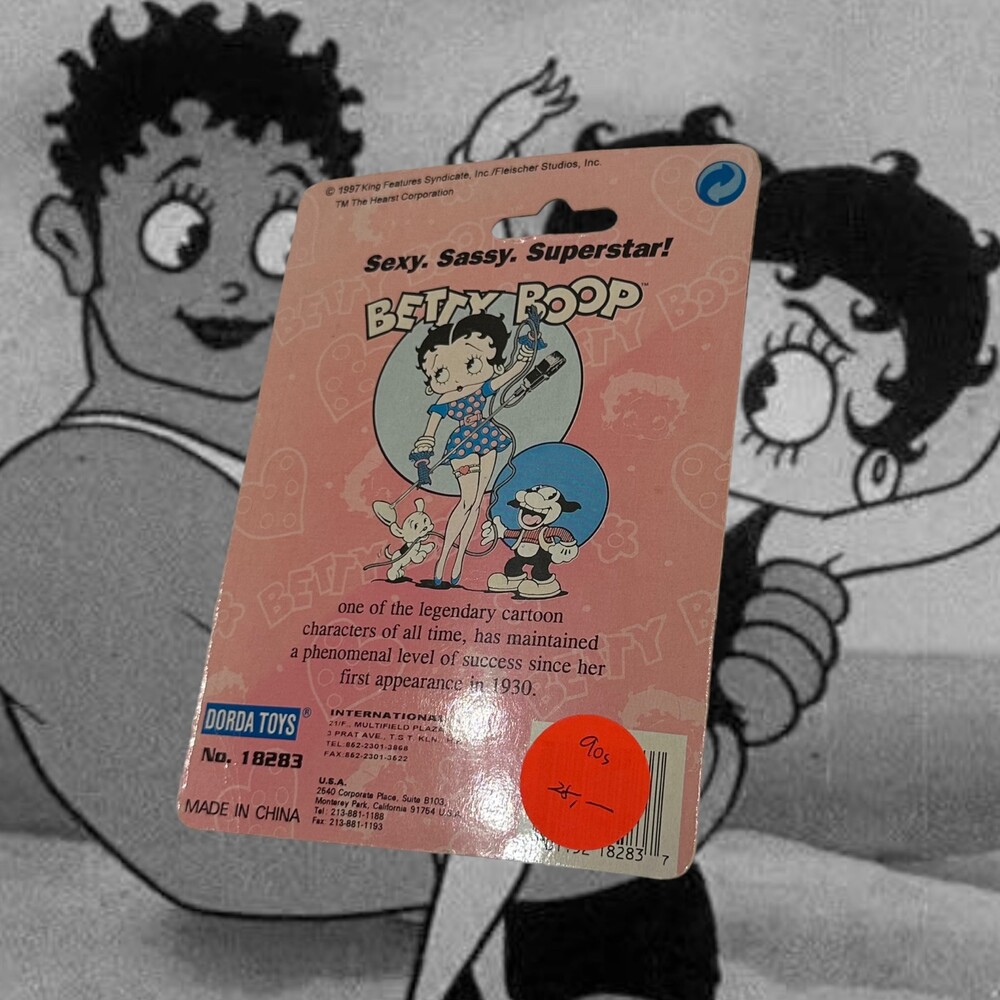 © 1997 King Features Syndicate, Inc./Fleischer Studios, Inc.
TM The Hearst Corporation
Sexy. Sassy. Superstar!
BETTY BOOP™
one of the legendary cartoon
characters of all time, has maintained
a phenomenal level of success since her
first appearance in 1930.
DORDA TOYS®
No. 18283
MADE IN CHINA
INTERNATIONAL
21/F., MULTIFIELD PLAZA
3 PRAT AVE., T.S.T. KLN.,
TEL:852-2301-3868
FAX:852-2301-3522
U.S.A.
2540 Corporate Place, Suite B103,
Monterey Park, California 91754 U.S.A.
Tel: 213-881-1188
Fax: 213-881-1193
90s
28,—
18283 7